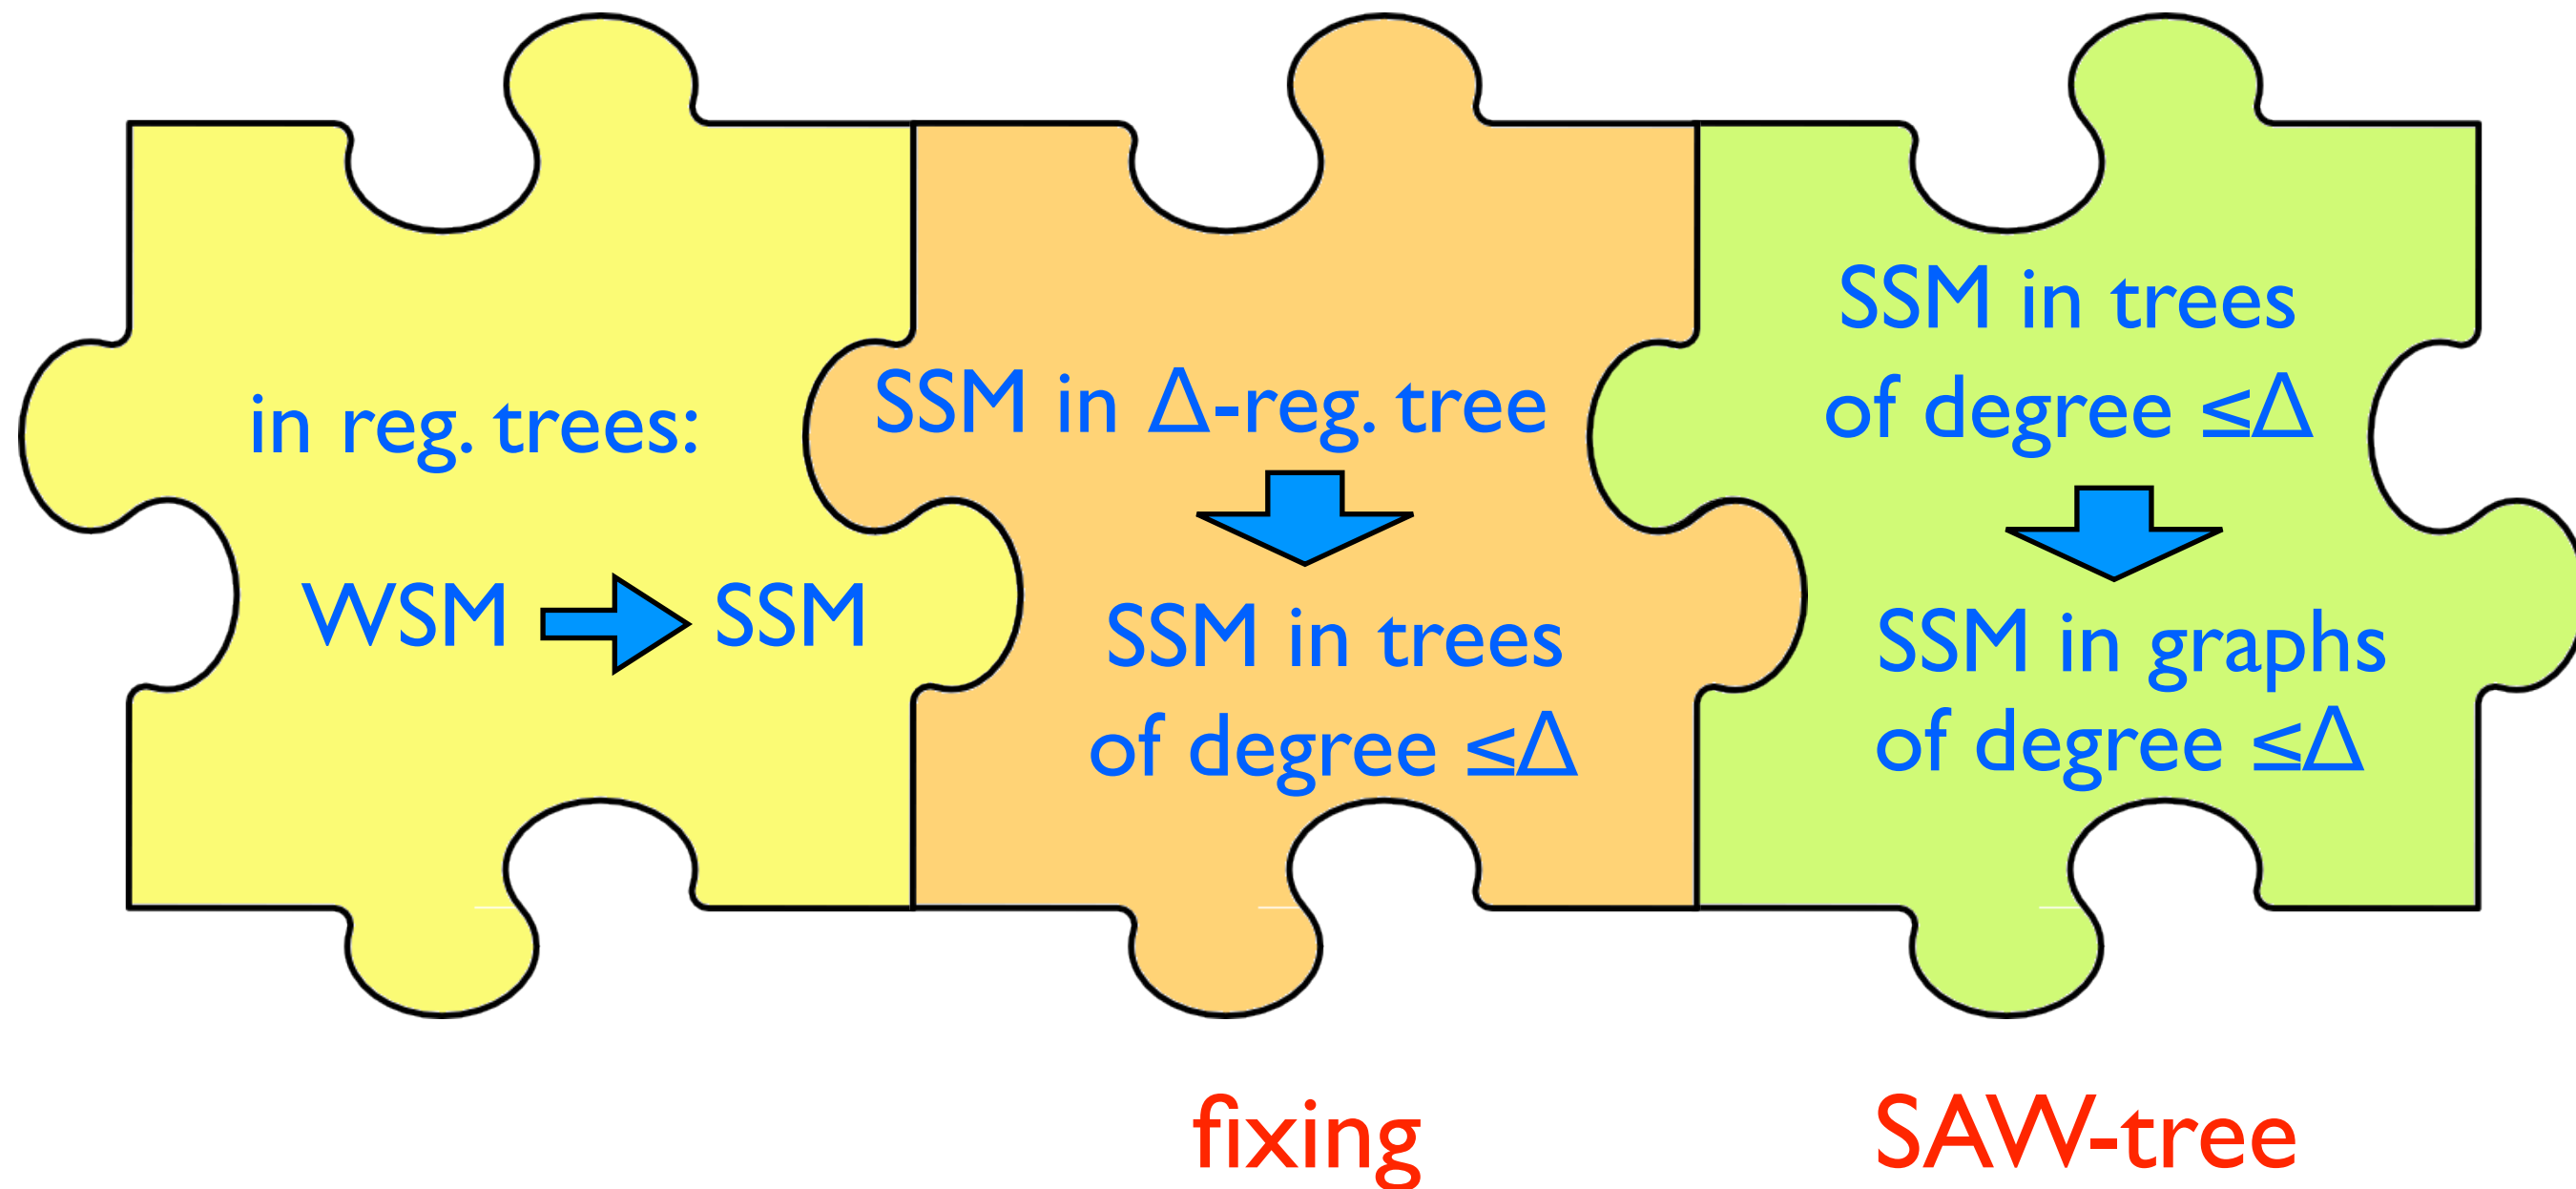 in reg. trees:
WSM SSM
SSM in Δ-reg. tree
SSM in trees
of degree ≤Δ
SSM in trees
of degree ≤Δ
SSM in graphs
of degree ≤Δ
fixing
SAW-tree